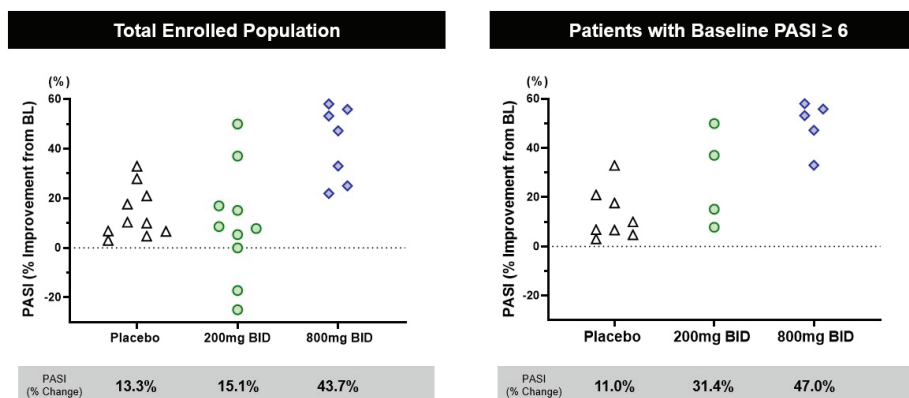 Total Enrolled Population
(%)
PASI (% Improvement from BL)
60
40
20
0
-20
Placebo 200mg BID 800mg BID
PASI
(% Change)
13.3% 15.1% 43.7%
Patients with Baseline PASI ≥ 6
(%)
PASI (% Improvement from BL)
60
40
20
0
-20
Placebo 200mg BID 800mg BID
PASI
(% Change)
11.0% 31.4% 47.0%